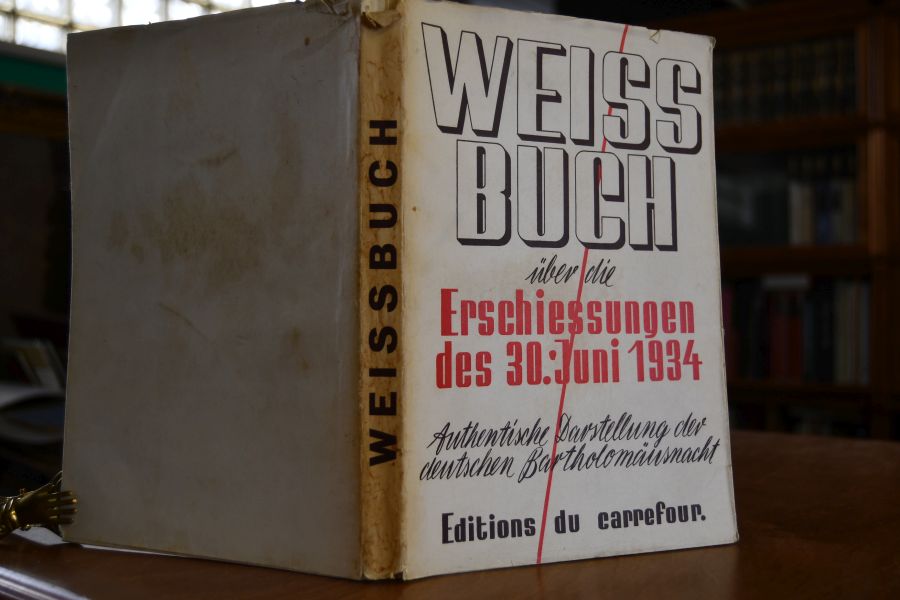 WEISSBUCH
WEISS
BUCH
über die
Erschiessungen
des 30. Juni 1934
Authentische Darstellung der
deutschen Bartholomäusnacht
Editions du carrefour.